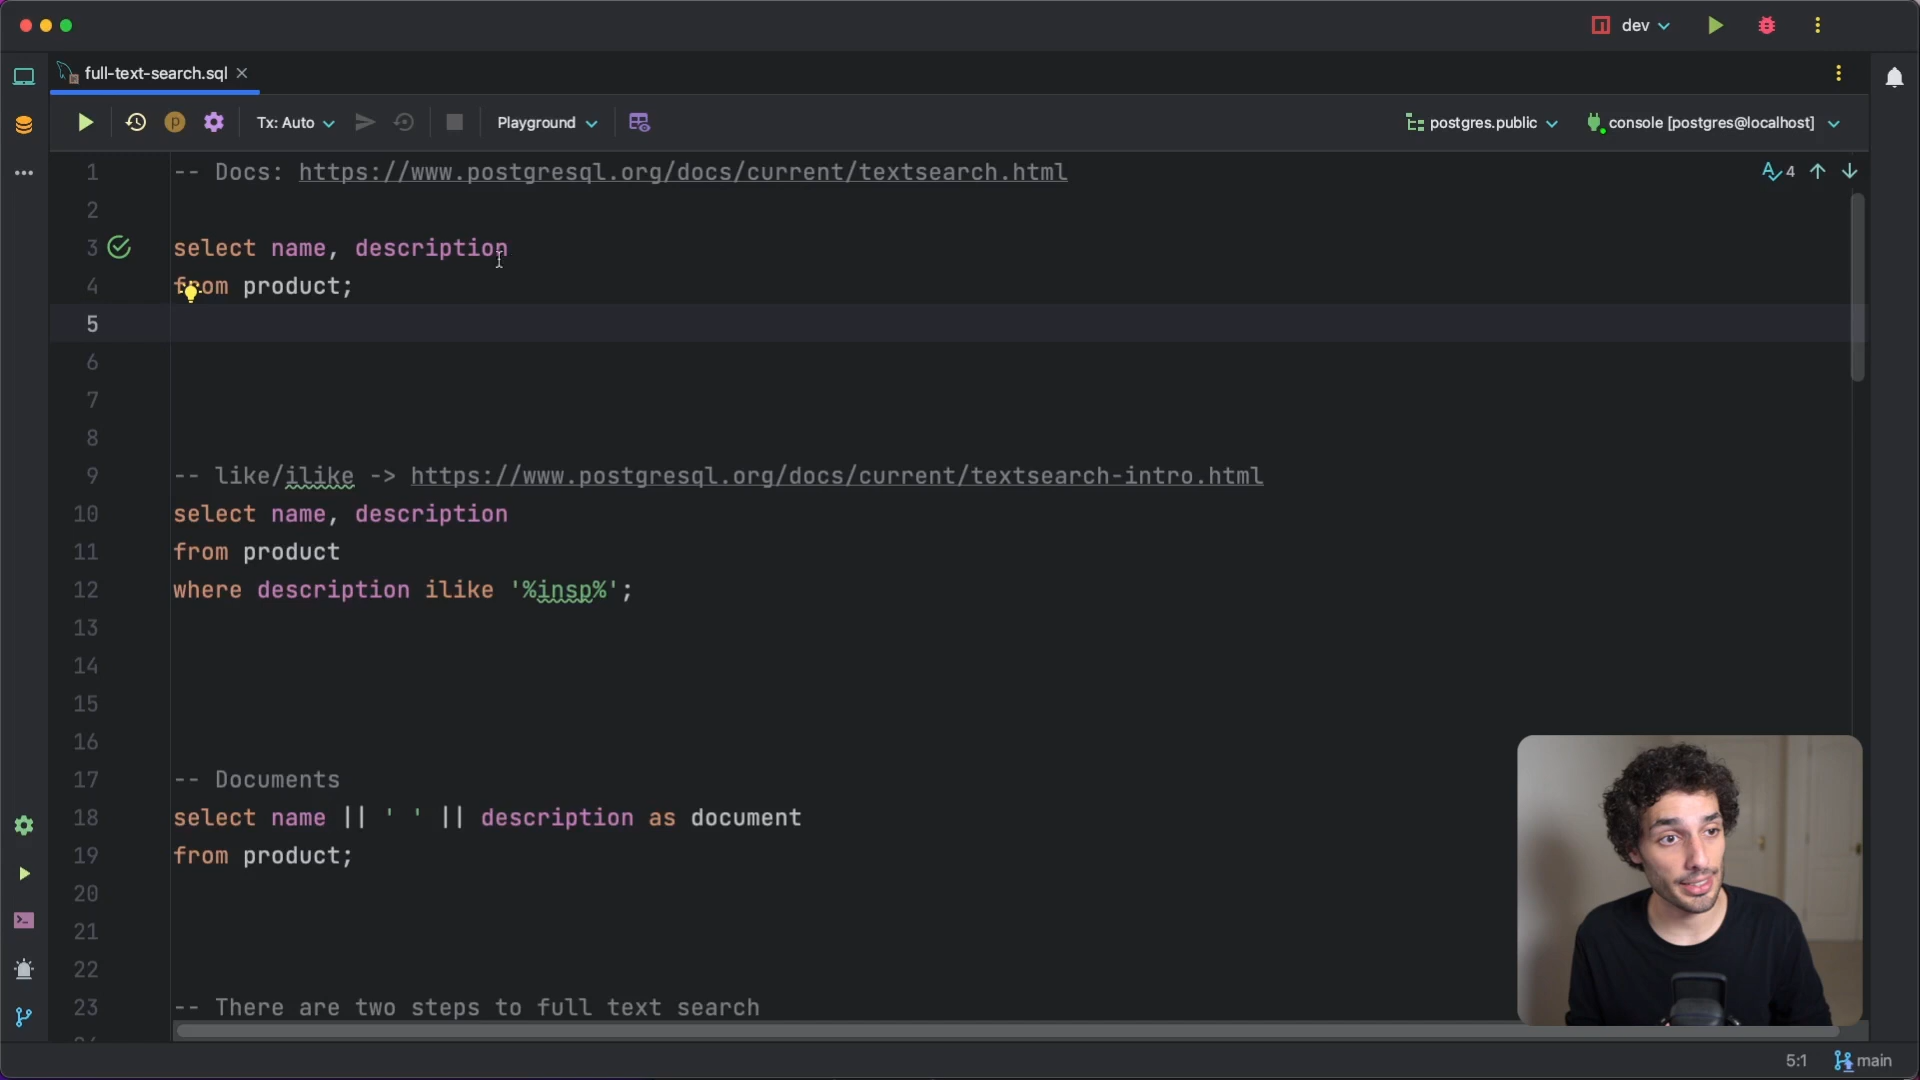 dev
full-text-search.sql
Tx: Auto
Playground
postgres.public
console [postgres@localhost]
1 -- Docs: https://www.postgresql.org/docs/current/textsearch.html
4
2
3 select name, description
4 from product;
5
6
7
8
9 -- like/ilike -> https://www.postgresql.org/docs/current/textsearch-intro.html
10 select name, description
11 from product
12 where description ilike '%insp%';
13
14
15
16
17 -- Documents
18 select name || ' ' || description as document
19 from product;
20
21
22
23 -- There are two steps to full text search
5:1
main